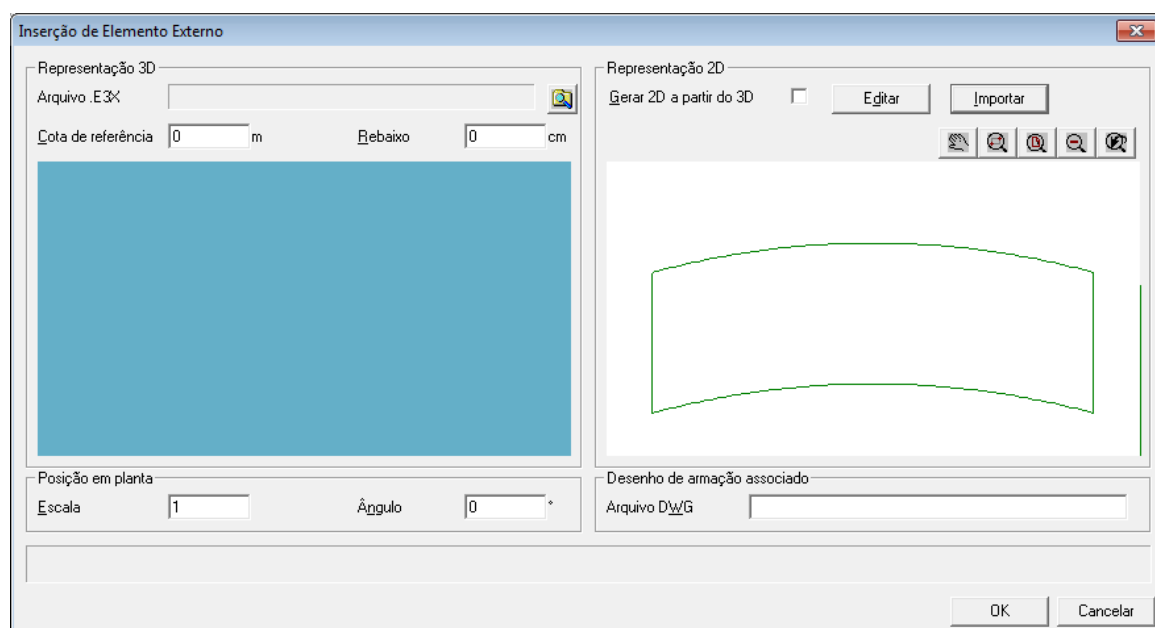 Inserção de Elemento Externo
Representação 3D
Arquivo .E3X
Cota de referência 0 m Rebaixo 0 cm
Representação 2D
Gerar 2D a partir do 3D Editar Importar
Posição em planta
Escala 1 Ângulo 0 °
Desenho de armação associado
Arquivo DWG
OK Cancelar